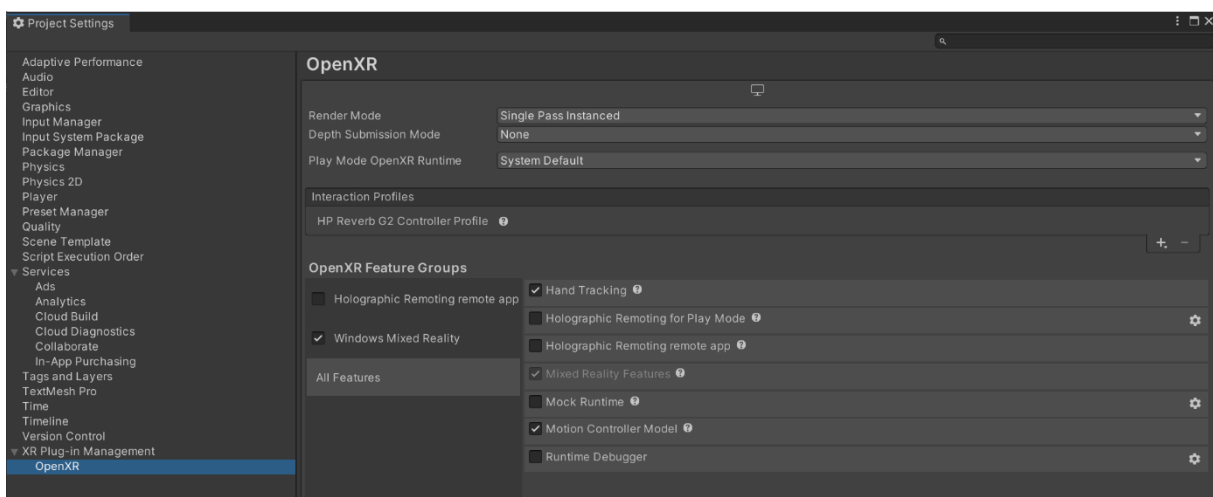 Project Settings
Adaptive Performance
Audio
Editor
Graphics
Input Manager
Input System Package
Package Manager
Physics
Physics 2D
Player
Preset Manager
Quality
Scene Template
Script Execution Order
Services
Ads
Analytics
Cloud Build
Cloud Diagnostics
Collaborate
In-App Purchasing
Tags and Layers
TextMesh Pro
Time
Timeline
Version Control
XR Plug-in Management
OpenXR
OpenXR
Render Mode Single Pass Instanced
Depth Submission Mode None
Play Mode OpenXR Runtime System Default
Interaction Profiles
HP Reverb G2 Controller Profile
OpenXR Feature Groups
Holographic Remoting remote app
Windows Mixed Reality
All Features
Hand Tracking
Holographic Remoting for Play Mode
Holographic Remoting remote app
Mixed Reality Features
Mock Runtime
Motion Controller Model
Runtime Debugger